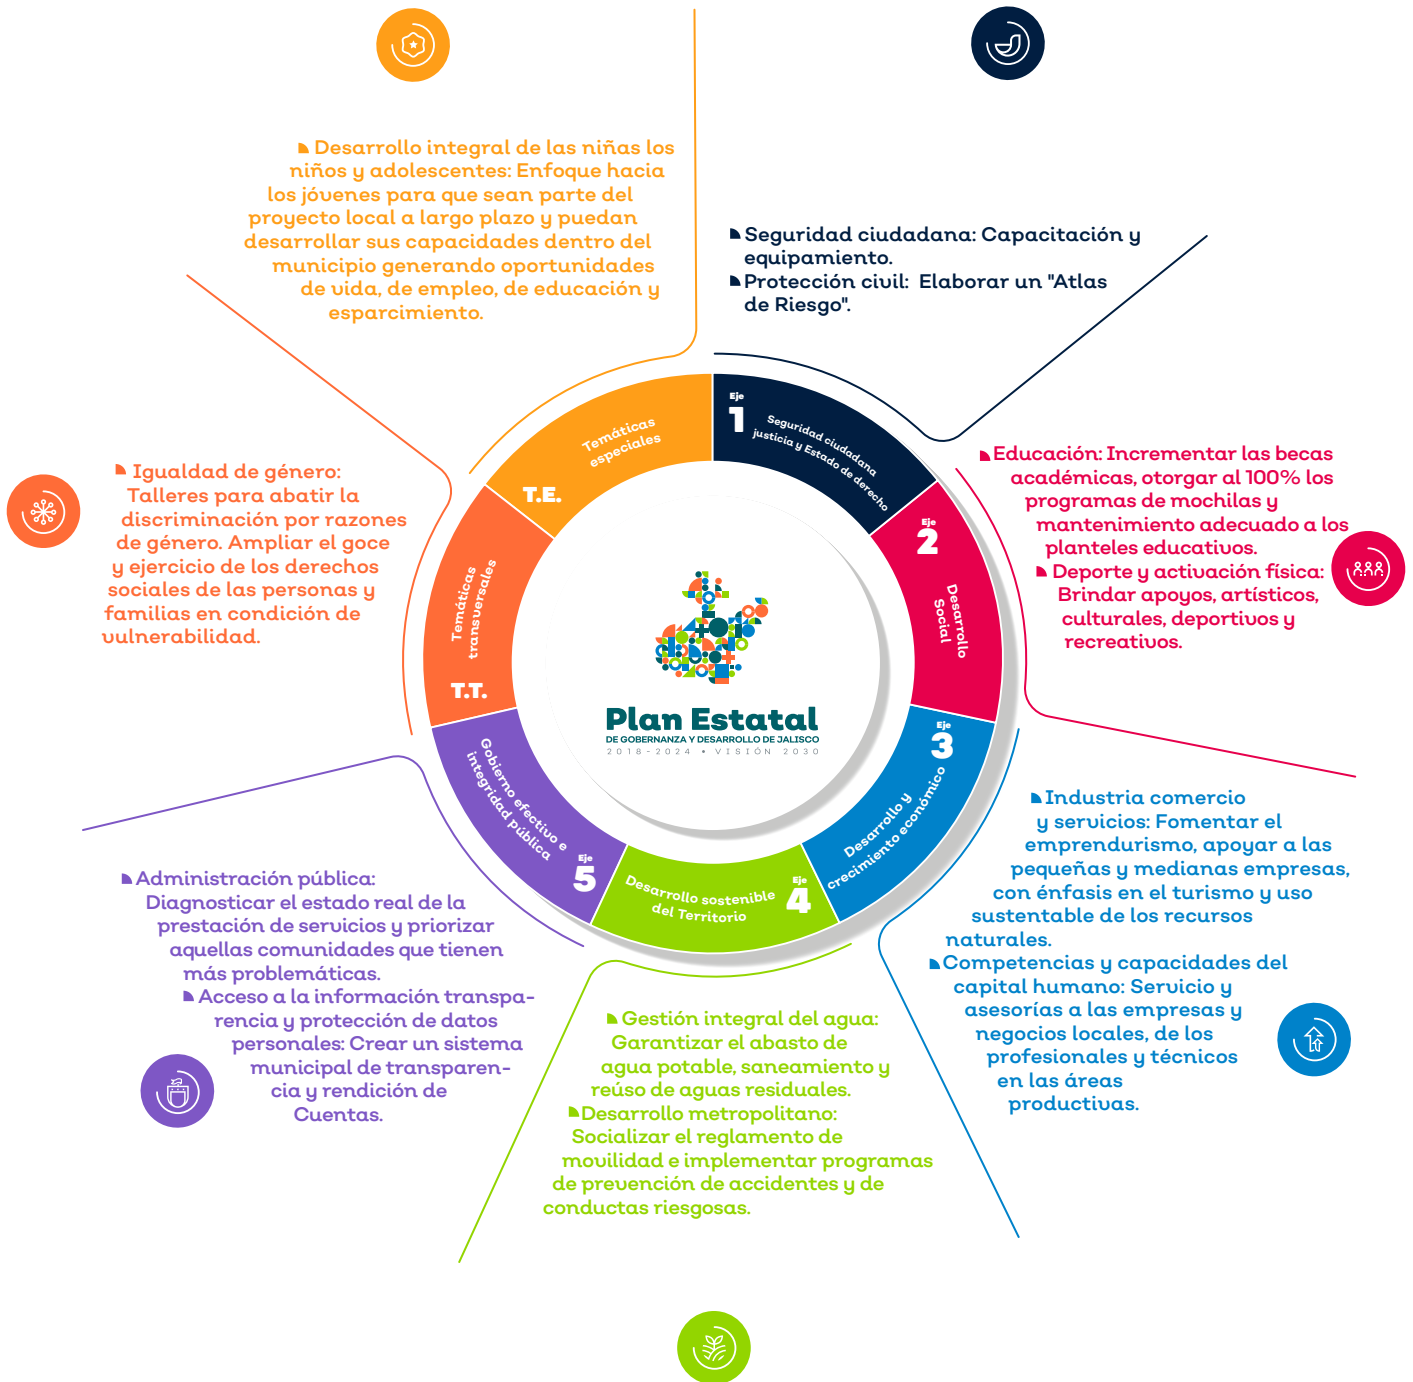 Desarrollo integral de las niñas los
niños y adolescentes: Enfoque hacia
los jóvenes para que sean parte del
proyecto local a largo plazo y puedan
desarrollar sus capacidades dentro del
municipio generando oportunidades
de vida, de empleo, de educación y
esparcimiento.
Seguridad ciudadana: Capacitación y
equipamiento.
Protección civil: Elaborar un "Atlas
de Riesgo".
Educación: Incrementar las becas
académicas, otorgar al 100% los
programas de mochilas y
mantenimiento adecuado a los
planteles educativos.
Deporte y activación física:
Brindar apoyos, artísticos,
culturales, deportivos y
recreativos.
Industria comercio
y servicios: Fomentar el
emprendurismo, apoyar a las
pequeñas y medianas empresas,
con énfasis en el turismo y uso
sustentable de los recursos
naturales.
Competencias y capacidades del
capital humano: Servicio y
asesorías a las empresas y
negocios locales, de los
profesionales y técnicos
en las áreas
productivas.
Gestión integral del agua:
Garantizar el abasto de
agua potable, saneamiento y
reúso de aguas residuales.
Desarrollo metropolitano:
Socializar el reglamento de
movilidad e implementar programas
de prevención de accidentes y de
conductas riesgosas.
Administración pública:
Diagnosticar el estado real de la
prestación de servicios y priorizar
aquellas comunidades que tienen
más problemáticas.
Acceso a la información transpa-
rencia y protección de datos
personales: Crear un sistema
municipal de transparen-
cia y rendición de
Cuentas.
Igualdad de género:
Talleres para abatir la
discriminación por razones
de género. Ampliar el goce
y ejercicio de los derechos
sociales de las personas y
familias en condición de
vulnerabilidad.
Eje
1
Seguridad ciudadana
justicia y Estado de derecho
Eje
2
Desarrollo
Social
Eje
3
Desarrollo y
crecimiento económico
Eje
4
Desarrollo sostenible
del Territorio
Eje
5
Gobierno efectivo e
integridad pública
T.T.
Temáticas
transversales
T.E.
Temáticas
especiales
Plan Estatal
DE GOBERNANZA Y DESARROLLO DE JALISCO
2018-2024 • VISIÓN 2030